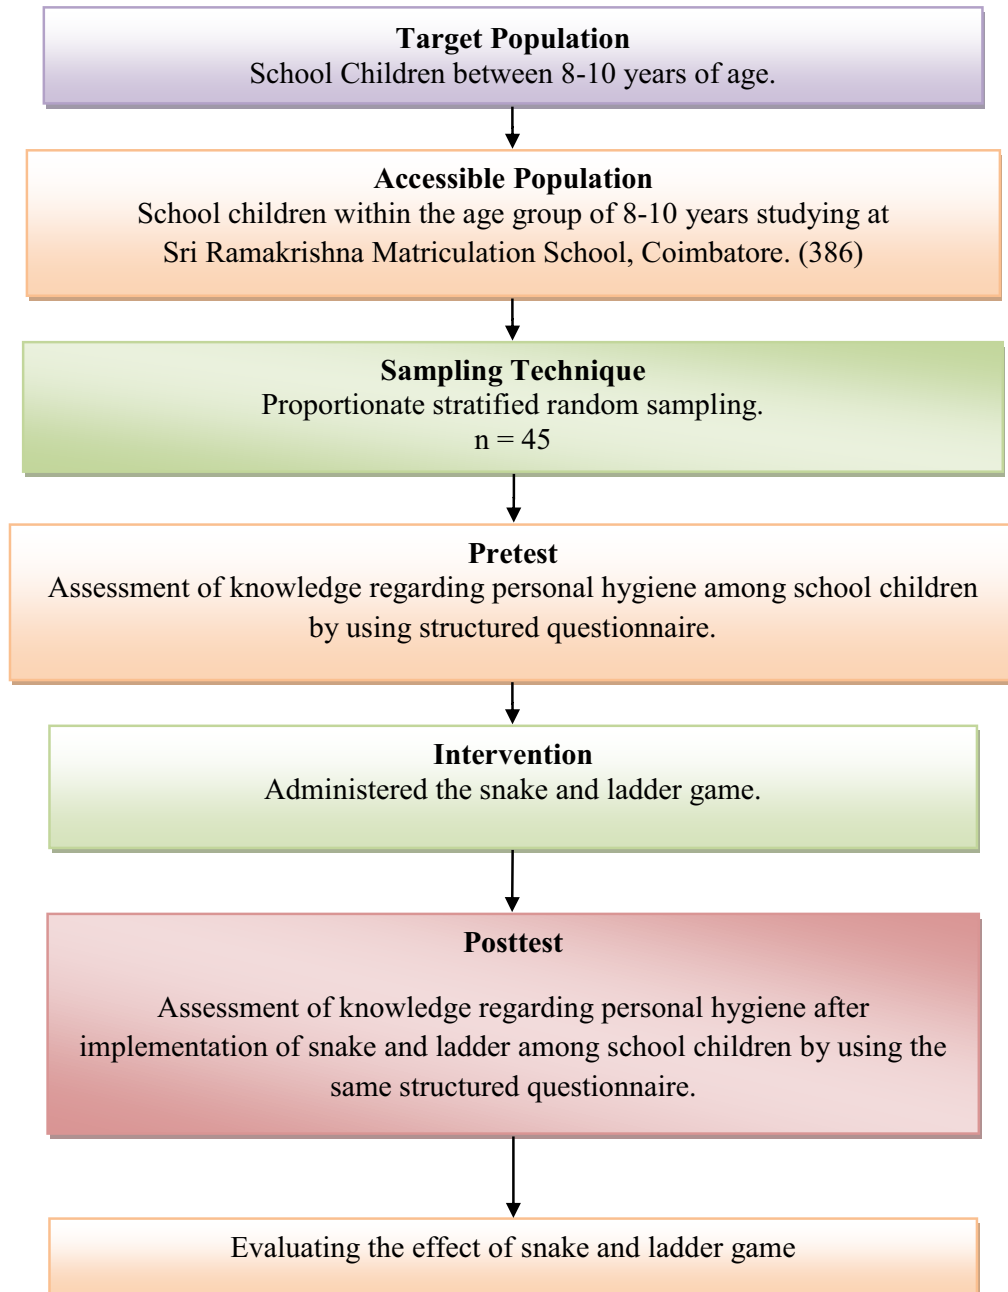 Target Population
School Children between 8-10 years of age.
Accessible Population
School children within the age group of 8-10 years studying at
Sri Ramakrishna Matriculation School, Coimbatore. (386)
Sampling Technique
Proportionate stratified random sampling.
n = 45
Pretest
Assessment of knowledge regarding personal hygiene among school children
by using structured questionnaire.
Intervention
Administered the snake and ladder game.
Posttest
Assessment of knowledge regarding personal hygiene after
implementation of snake and ladder among school children by using the
same structured questionnaire.
Evaluating the effect of snake and ladder game